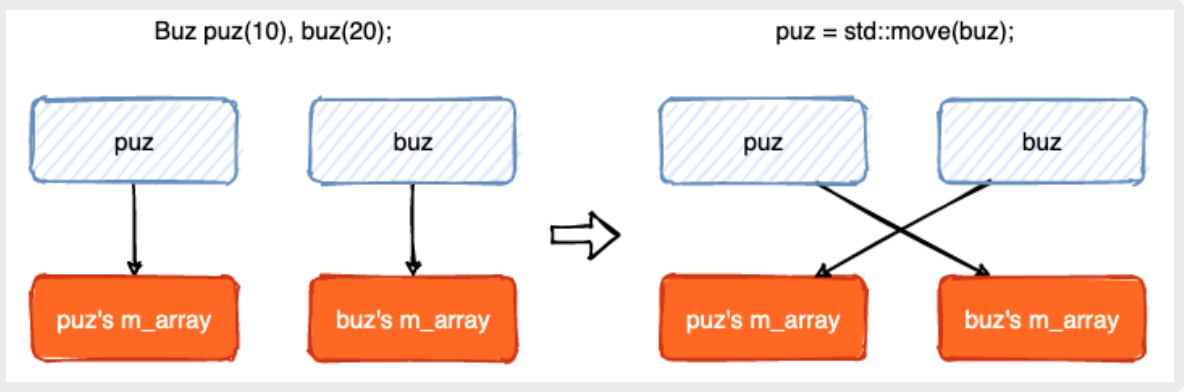 Buz puz(10), buz(20);
puz = std::move(buz);
puz
buz
puz
buz
puz's m_array
buz's m_array
puz's m_array
buz's m_array